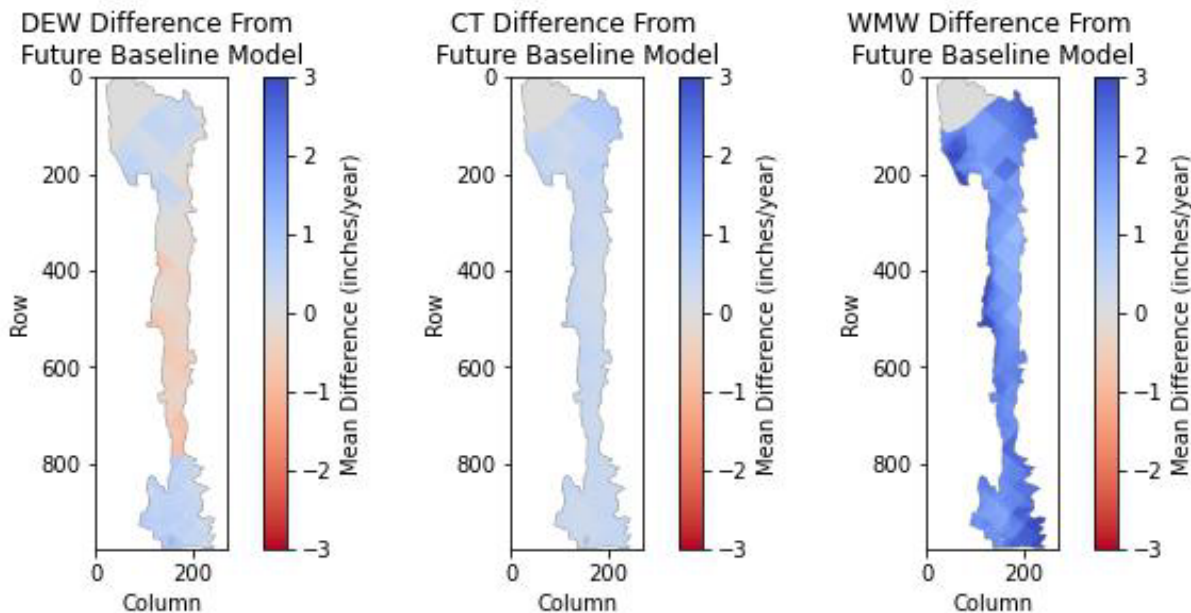 DEW Difference From
Future Baseline Model
0
200
400
600
800
Row
0
200
Column
3
2
1
0
−1
−2
−3
Mean Difference (inches/year)
CT Difference From
Future Baseline Model
0
200
400
600
800
Row
0
200
Column
3
2
1
0
−1
−2
−3
Mean Difference (inches/year)
WMW Difference From
Future Baseline Model
0
200
400
600
800
Row
0
200
Column
3
2
1
0
−1
−2
−3
Mean Difference (inches/year)